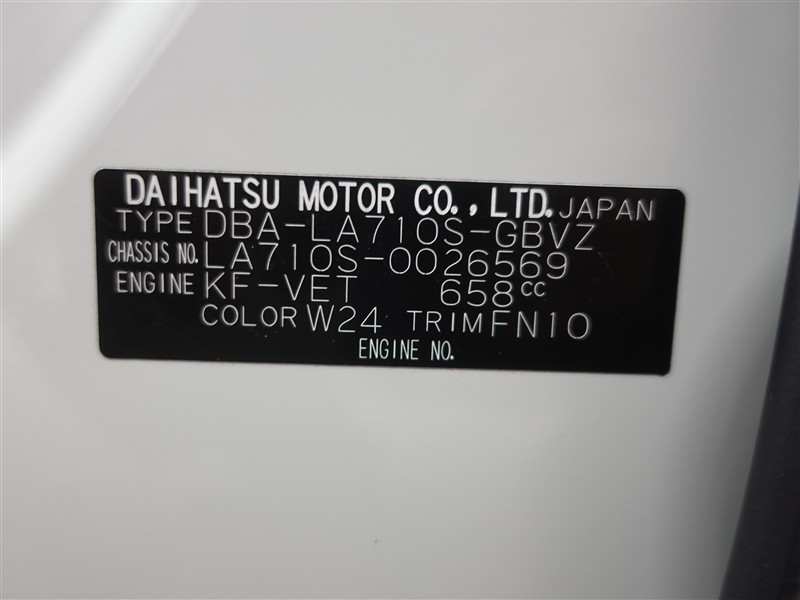 DAIHATSU MOTOR CO., LTD. JAPAN
TYPE DBA-LA710S-GBVZ
CHASSIS NO. LA710S-0026569
ENGINE KF-VET 658cc
COLOR W24 TRIM FN10
ENGINE NO.